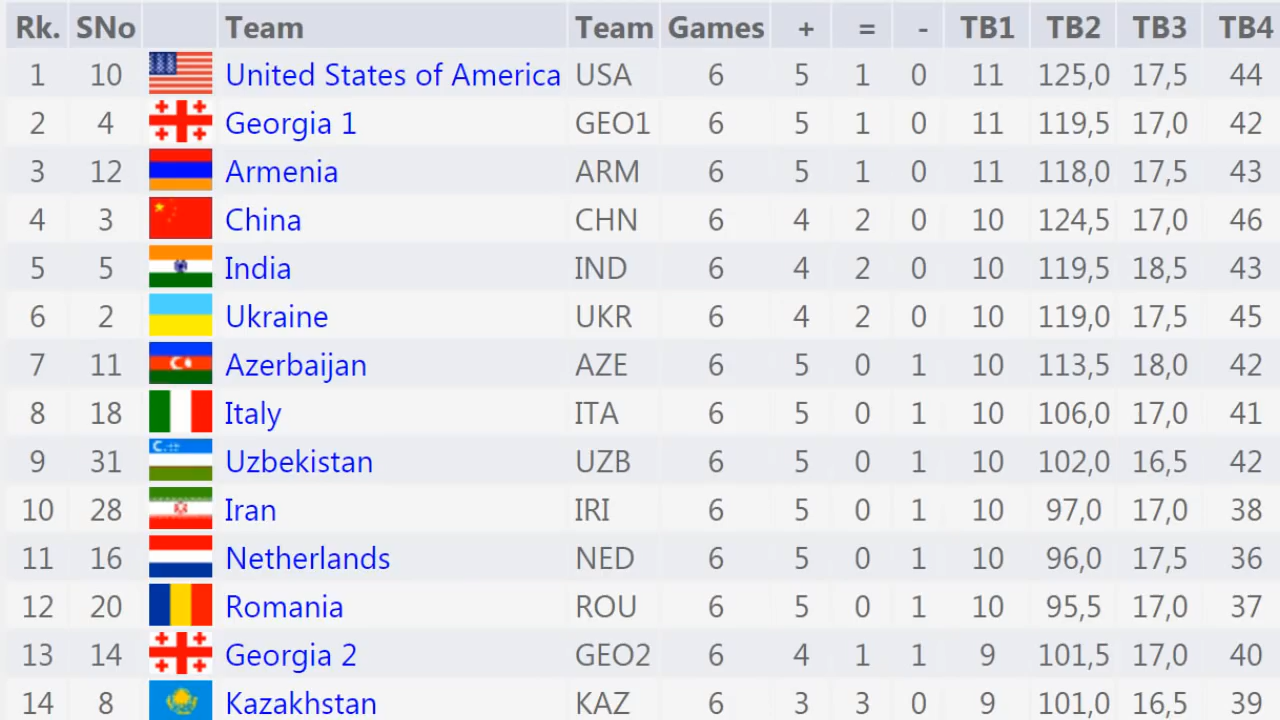 Rk. SNo Team Team Games + = - TB1 TB2 TB3 TB4
1 10 United States of America USA 6 5 1 0 11 125,0 17,5 44
2 4 Georgia 1 GEO1 6 5 1 0 11 119,5 17,0 42
3 12 Armenia ARM 6 5 1 0 11 118,0 17,5 43
4 3 China CHN 6 4 2 0 10 124,5 17,0 46
5 5 India IND 6 4 2 0 10 119,5 18,5 43
6 2 Ukraine UKR 6 4 2 0 10 119,0 17,5 45
7 11 Azerbaijan AZE 6 5 0 1 10 113,5 18,0 42
8 18 Italy ITA 6 5 0 1 10 106,0 17,0 41
9 31 Uzbekistan UZB 6 5 0 1 10 102,0 16,5 42
10 28 Iran IRI 6 5 0 1 10 97,0 17,0 38
11 16 Netherlands NED 6 5 0 1 10 96,0 17,5 36
12 20 Romania ROU 6 5 0 1 10 95,5 17,0 37
13 14 Georgia 2 GEO2 6 4 1 1 9 101,5 17,0 40
14 8 Kazakhstan KAZ 6 3 3 0 9 101,0 16,5 39